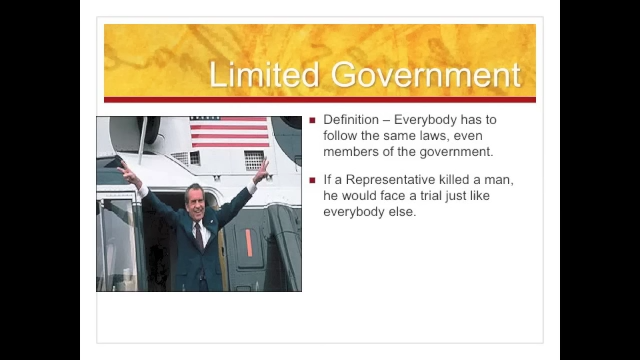 Limited Government
Definition – Everybody has to
follow the same laws, even
members of the government.
If a Representative killed a man,
he would face a trial just like
everybody else.